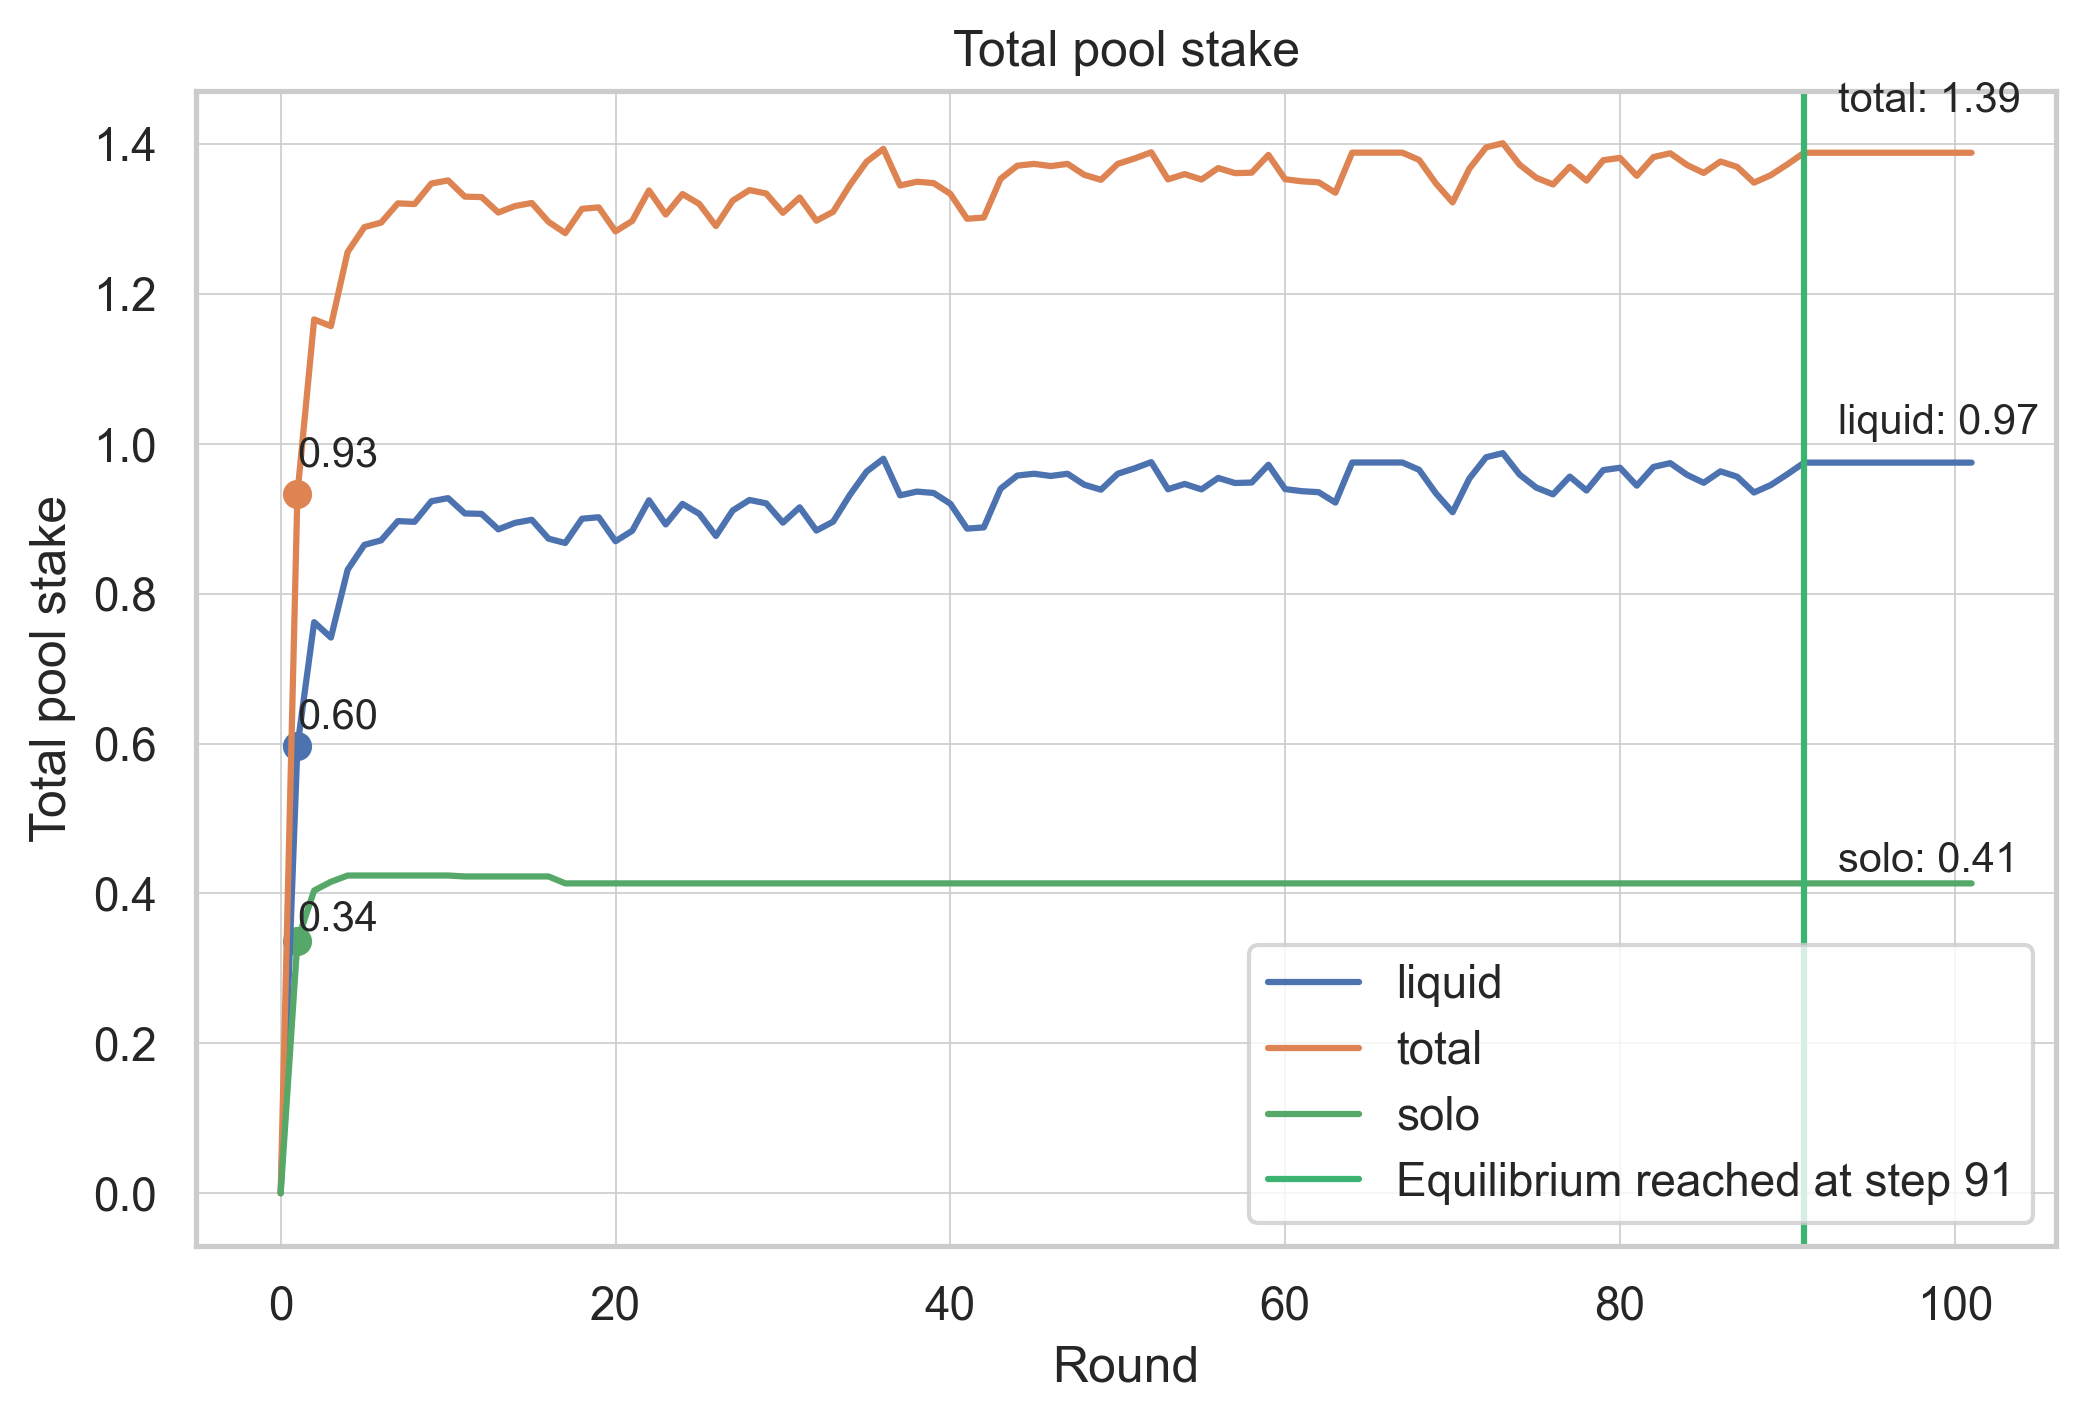 Total pool stake
total: 1.39
1.4
1.2
liquid: 0.97
1.0
0.93
0.8
0.60
0.6
solo: 0.41
0.4
0.34
0.2
0.0
Total pool stake
liquid
total
solo
Equilibrium reached at step 91
0 20 40 60 80 100
Round